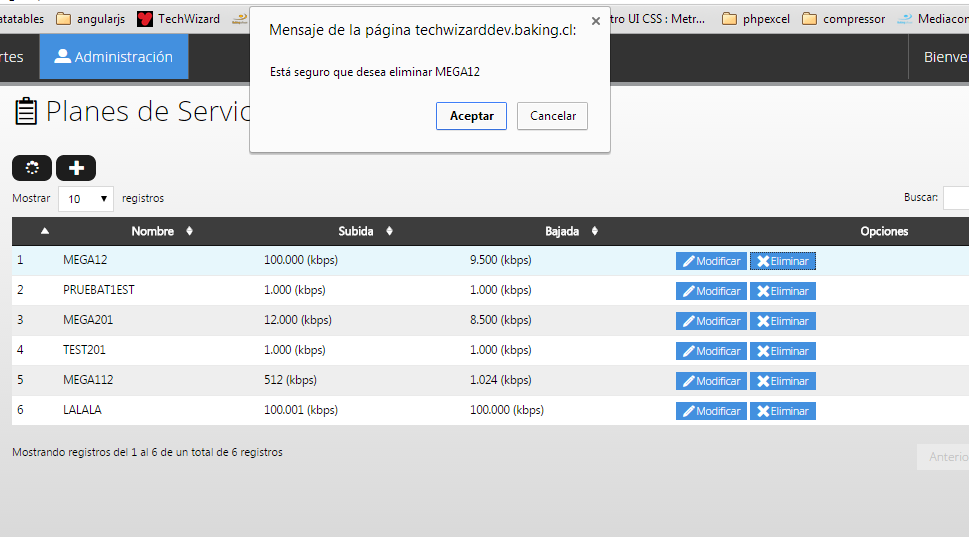 atatables angularjs TechWizard tro UI CSS : Metr... phpexcel compressor Mediacon
Mensaje de la página techwizarddev.baking.cl:
Está seguro que desea eliminar MEGA12
Aceptar Cancelar
rtes Administración Bienve
Planes de Servic
Mostrar 10 registros Buscar:
Nombre Subida Bajada Opciones
1 MEGA12 100.000 (kbps) 9.500 (kbps) Modificar Eliminar
2 PRUEBAT1EST 1.000 (kbps) 1.000 (kbps) Modificar Eliminar
3 MEGA201 12.000 (kbps) 8.500 (kbps) Modificar Eliminar
4 TEST201 1.000 (kbps) 1.000 (kbps) Modificar Eliminar
5 MEGA112 512 (kbps) 1.024 (kbps) Modificar Eliminar
6 LALALA 100.001 (kbps) 100.000 (kbps) Modificar Eliminar
Mostrando registros del 1 al 6 de un total de 6 registros
Anterio